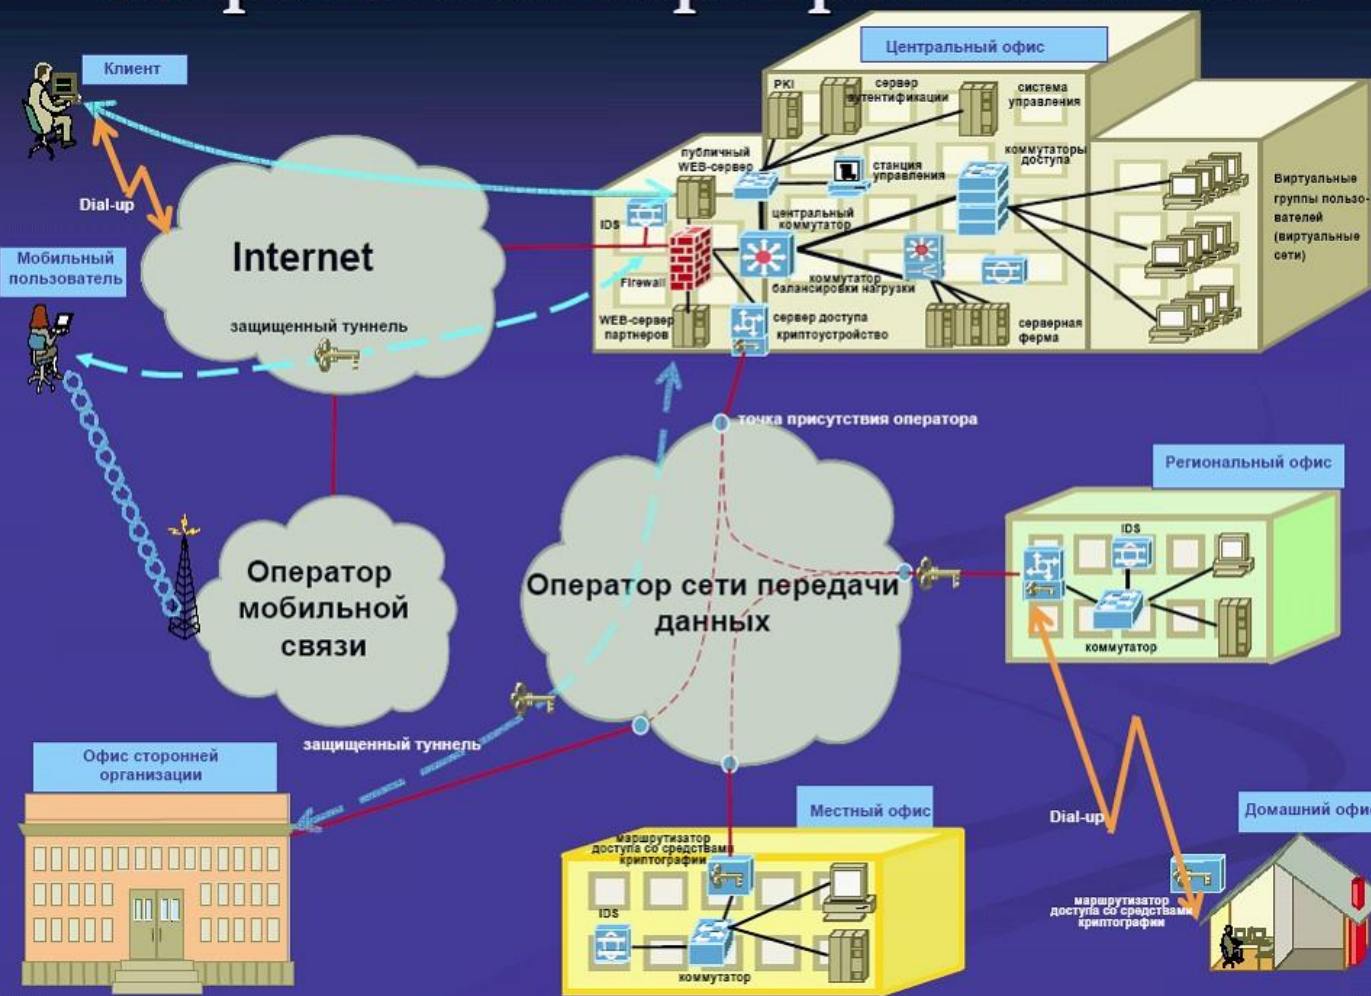 Клиент
Центральный офис
PKI
сервер
аутентификации
система
управления
публичный
WEB-сервер
станция
управления
коммутаторы
доступа
Виртуальные
группы пользо-
вателей
(виртуальные
сети)
Dial-up
IDS
центральный
коммутатор
Internet
Мобильный
пользователь
Firewall
коммутатор
балансировки нагрузки
защищенный туннель
WEB-сервер
партнеров
сервер доступа
криптоустройство
серверная
ферма
точка присутствия оператора
Региональный офис
IDS
Оператор
мобильной
связи
Оператор сети передачи
данных
коммутатор
защищенный туннель
Офис сторонней
организации
Местный офис
Dial-up
Домашний офис
маршрутизатор
доступа со средствами
криптографии
IDS
коммутатор
маршрутизатор
доступа со средствами
криптографии